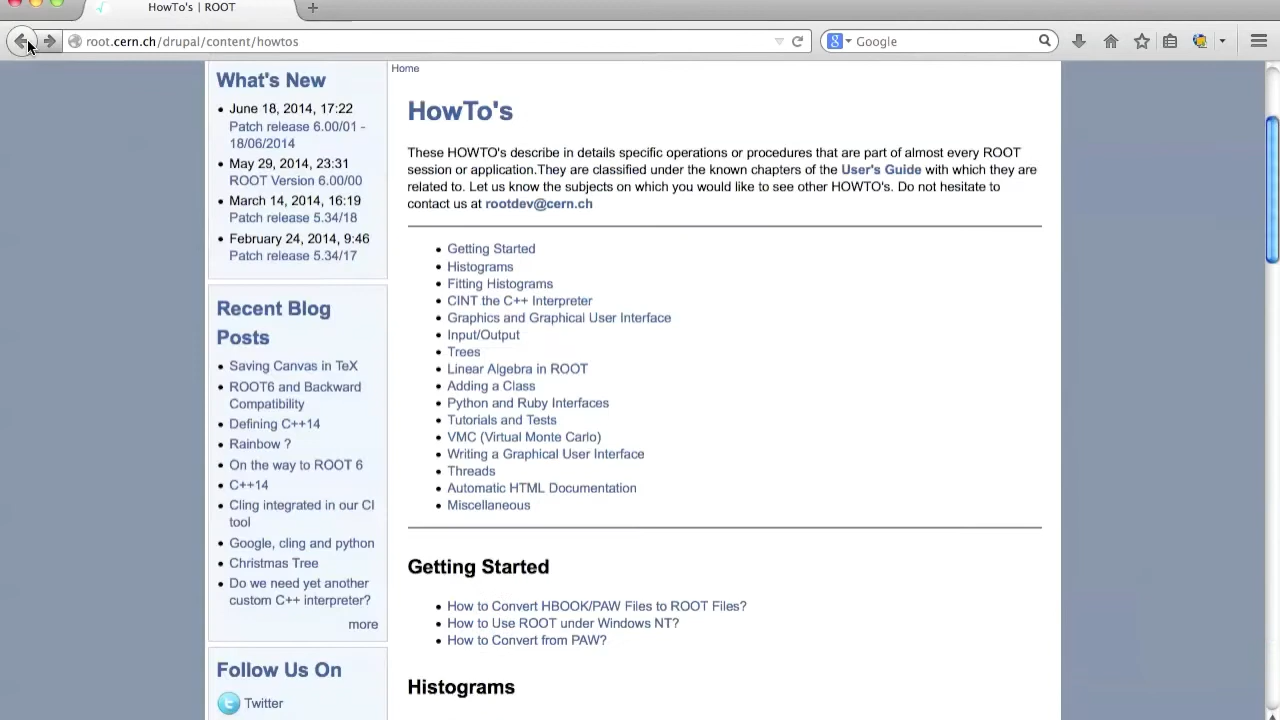 HowTo's | ROOT
root.cern.ch/drupal/content/howtos
Google
What's New
June 18, 2014, 17:22
Patch release 6.00/01 -
18/06/2014
May 29, 2014, 23:31
ROOT Version 6.00/00
March 14, 2014, 16:19
Patch release 5.34/18
February 24, 2014, 9:46
Patch release 5.34/17
Recent Blog
Posts
Saving Canvas in TeX
ROOT6 and Backward
Compatibility
Defining C++14
Rainbow ?
On the way to ROOT 6
C++14
Cling integrated in our CI
tool
Google, cling and python
Christmas Tree
Do we need yet another
custom C++ interpreter?
more
Follow Us On
Twitter
Home
HowTo's
These HOWTO's describe in details specific operations or procedures that are part of almost every ROOT
session or application.They are classified under the known chapters of the User's Guide with which they are
related to. Let us know the subjects on which you would like to see other HOWTO's. Do not hesitate to
contact us at rootdev@cern.ch
Getting Started
Histograms
Fitting Histograms
CINT the C++ Interpreter
Graphics and Graphical User Interface
Input/Output
Trees
Linear Algebra in ROOT
Adding a Class
Python and Ruby Interfaces
Tutorials and Tests
VMC (Virtual Monte Carlo)
Writing a Graphical User Interface
Threads
Automatic HTML Documentation
Miscellaneous
Getting Started
How to Convert HBOOK/PAW Files to ROOT Files?
How to Use ROOT under Windows NT?
How to Convert from PAW?
Histograms